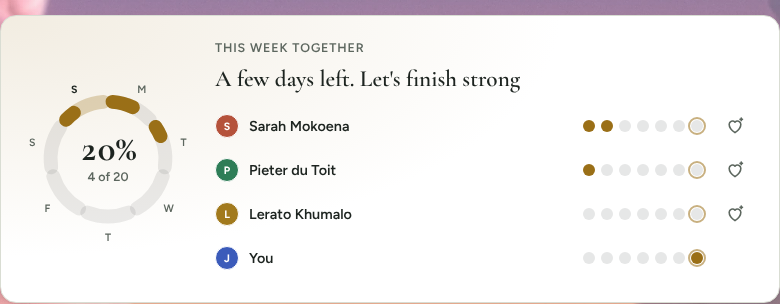 THIS WEEK TOGETHER
A few days left. Let's finish strong
S
M
T
W
T
F
S
20%
4 of 20
S Sarah Mokoena
P Pieter du Toit
L Lerato Khumalo
J You